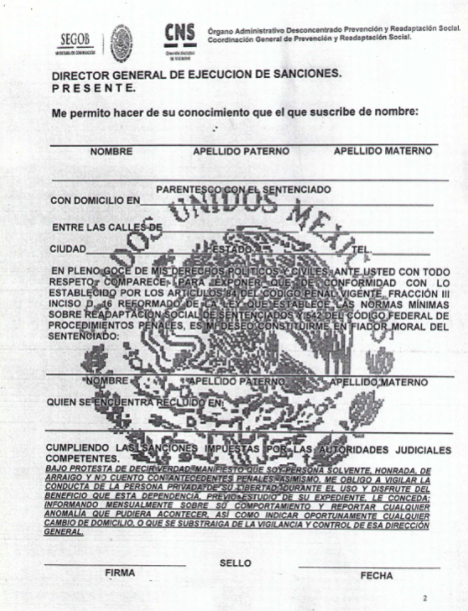 SEGOB
CNS
Órgano Administrativo Desconcentrado Prevención y Readaptación Social.
Coordinación General de Prevención y Readaptación Social.
DIRECTOR GENERAL DE EJECUCION DE SANCIONES.
P R E S E N T E.
Me permito hacer de su conocimiento que el que suscribe de nombre:
NOMBRE APELLIDO PATERNO APELLIDO MATERNO
PARENTESCO CON EL SENTENCIADO
CON DOMICILIO EN
UNIDOS MEXIC
ENTRE LAS CALLES DE
CIUDAD ESTADO TEL.
EN PLENO GOCE DE MIS DERECHOS POLITICOS Y CIVILES ANTE USTED CON TODO
RESPETO COMPARECE, PARA EXPONER QUE DE CONFORMIDAD CON LO
ESTABLECIDO POR LOS ARTICULOS 84 DEL CODIGO PENAL VIGENTE, FRACCIÓN III
INCISO D, 16 REFORMADO DE LA LEY QUE ESTABLECE LAS NORMAS MÍNIMAS
SOBRE READAPTACION SOCIAL DE SENTENCIADOS Y 542 DEL CÓDIGO FEDERAL DE
PROCEDIMIENTOS PENALES, ES MI DESEO CONSTITUIRME EN FIADOR MORAL DEL
SENTENCIADO:
NOMBRE APELLIDO PATERNO APELLIDO MATERNO
QUIEN SE ENCUENTRA RECLUIDO EN:
CUMPLIENDO LAS SANCIONES IMPUESTAS POR LAS AUTORIDADES JUDICIALES
COMPETENTES.
BAJO PROTESTA DE DECIR VERDAD, MANIFIESTO QUE SOY PERSONA SOLVENTE, HONRADA, DE
ARRAIGO Y NO CUENTO CON ANTECEDENTES PENALES ASIMISMO, ME OBLIGO A VIGILAR LA
CONDUCTA DE LA PERSONA PRIVADA DE SU LIBERTAD DURANTE EL USO Y DISFRUTE DEL
BENEFICIO QUE ESTA DEPENDENCIA, PREVIO ESTUDIO DE SU EXPEDIENTE, LE CONCEDA;
INFORMANDO MENSUALMENTE SOBRE SU COMPORTAMIENTO Y REPORTAR CUALQUIER
ANOMALÍA QUE PUDIERA ACONTECER, ASÍ COMO INDICAR OPORTUNAMENTE CUALQUIER
CAMBIO DE DOMICILIO, O QUE SE SUBSTRAIGA DE LA VIGILANCIA Y CONTROL DE ESA DIRECCIÓN
GENERAL.
FIRMA SELLO FECHA
2